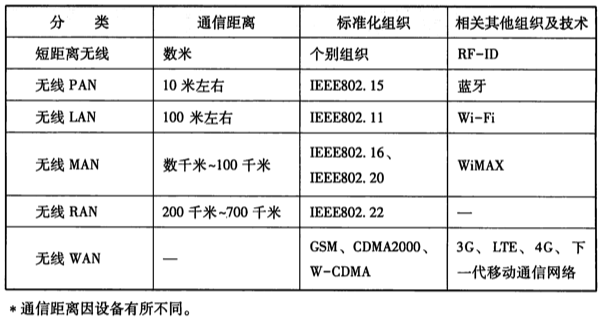 分 类 通信距离 标准化组织 相关其他组织及技术
短距离无线 数米 个别组织 RF-ID
无线 PAN 10 米左右 IEEE802.15 蓝牙
无线 LAN 100 米左右 IEEE802.11 Wi-Fi
无线 MAN 数千米~100 千米 IEEE802.16、 WiMAX
IEEE802.20
无线 RAN 200 千米~700 千米 IEEE802.22 —
无线 WAN — GSM、CDMA2000、 3G、LTE、4G、下
W-CDMA 一代移动通信网络
*通信距离因设备有所不同。